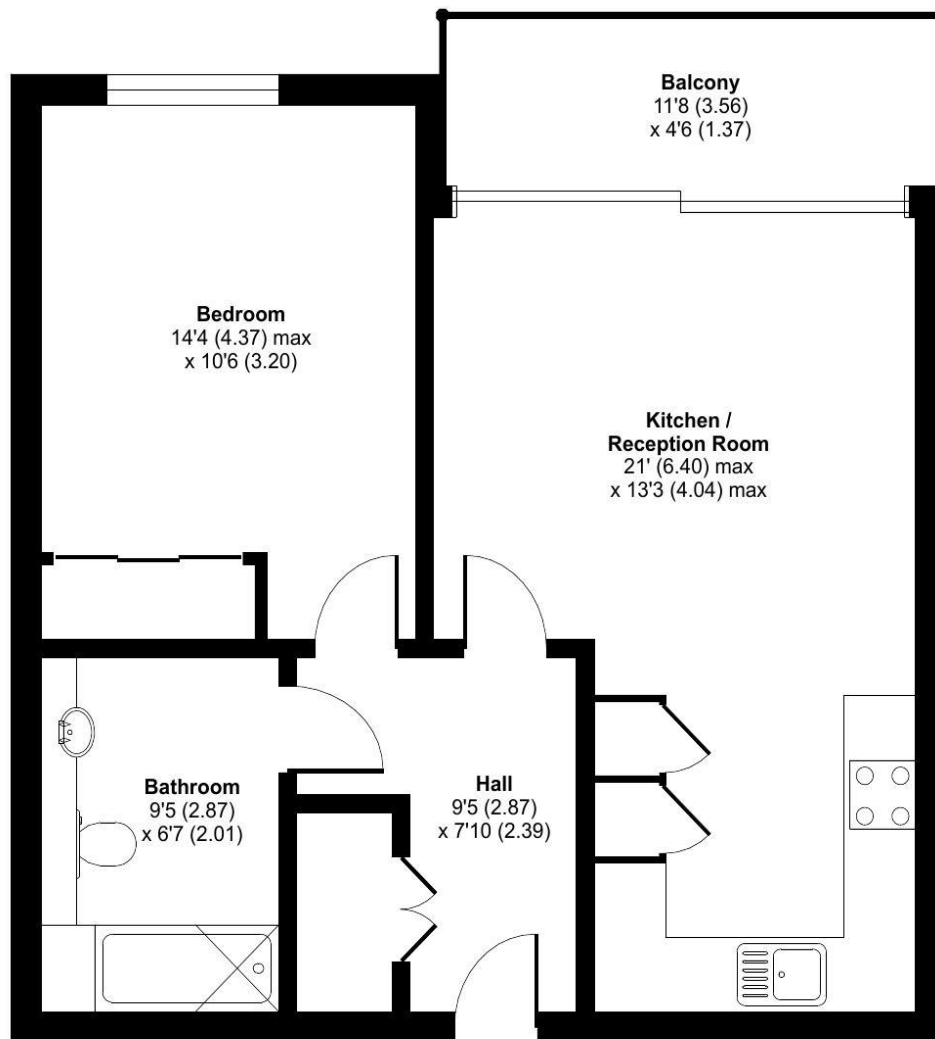 Balcony
11'8 (3.56)
x 4'6 (1.37)
Bedroom
14'4 (4.37) max
x 10'6 (3.20)
Kitchen /
Reception Room
21' (6.40) max
x 13'3 (4.04) max
Bathroom
9'5 (2.87)
x 6'7 (2.01)
Hall
9'5 (2.87)
x 7'10 (2.39)